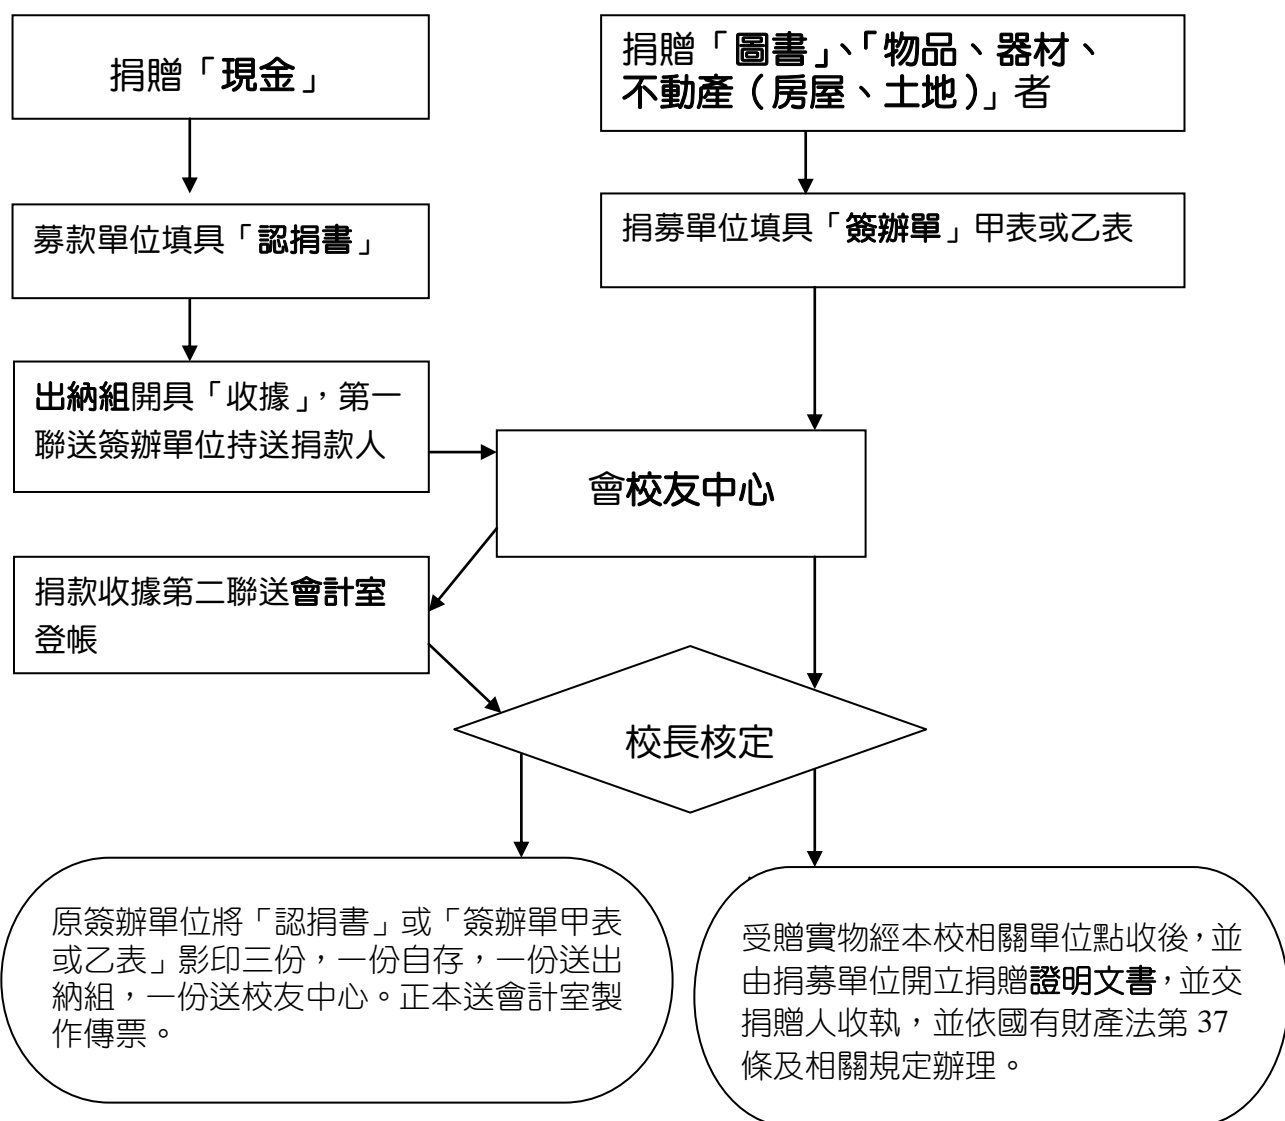 捐贈「現金」
捐贈「圖書」、「物品、器材、
不動產（房屋、土地）」者
募款單位填具「認捐書」
捐募單位填具「簽辦單」甲表或乙表
出納組開具「收據」，第一
聯送簽辦單位持送捐款人
會校友中心
捐款收據第二聯送會計室
登帳
校長核定
原簽辦單位將「認捐書」或「簽辦單甲表
或乙表」影印三份，一份自存，一份送出
納組，一份送校友中心。正本送會計室製
作傳票。
受贈實物經本校相關單位點收後，並
由捐募單位開立捐贈證明文書，並交
捐贈人收執，並依國有財產法第 37
條及相關規定辦理。